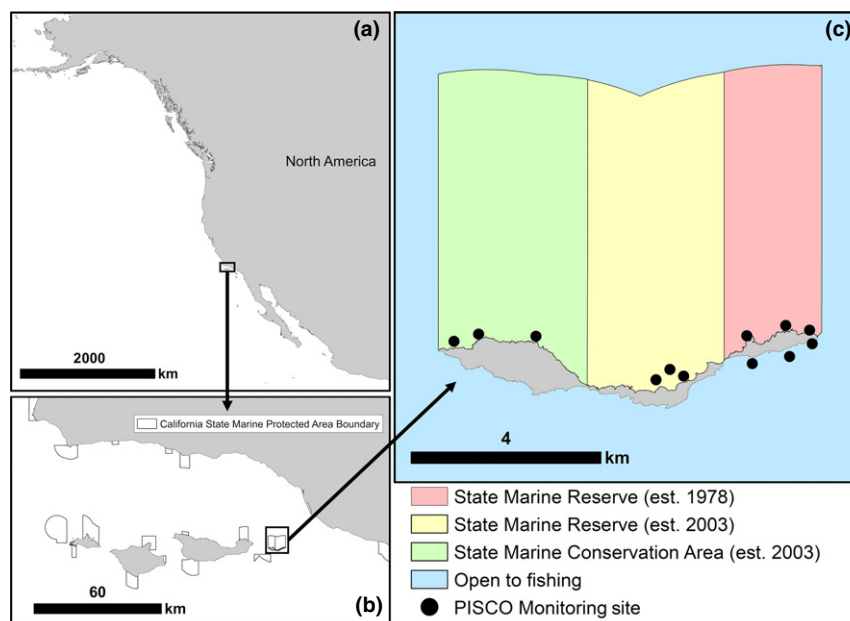 (a)
North America
2000
km
California State Marine Protected Area Boundary
60
km
(b)
(c)
4
km
State Marine Reserve (est. 1978)
State Marine Reserve (est. 2003)
State Marine Conservation Area (est. 2003)
Open to fishing
PISCO Monitoring site